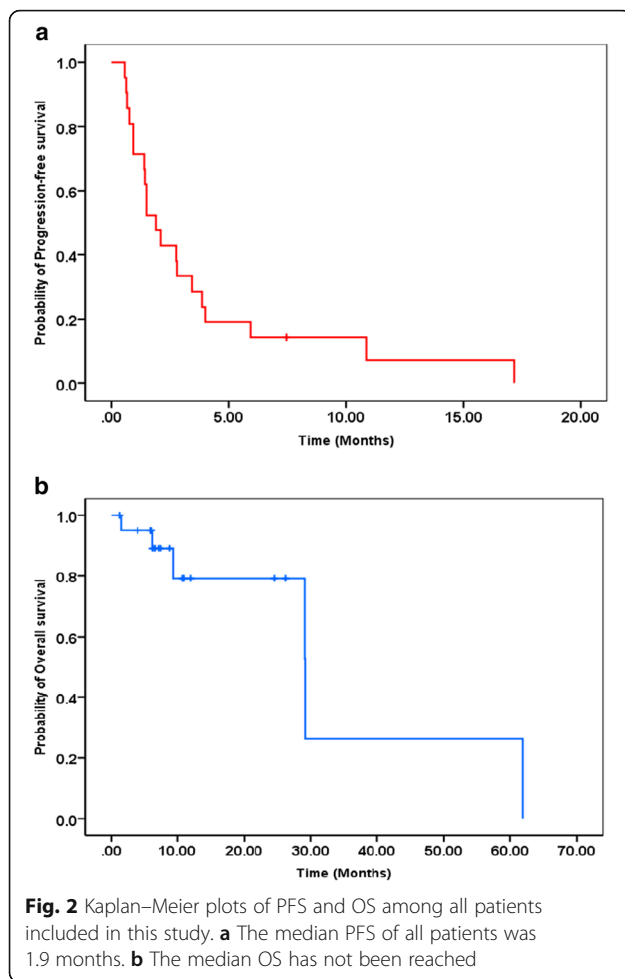 a
1.0
0.8
0.6
0.4
0.2
0.0
Probability of Progression-free survival
.00 5.00 10.00 15.00 20.00
Time (Months)
b
1.0
0.8
0.6
0.4
0.2
0.0
Probability of Overall survival
.00 10.00 20.00 30.00 40.00 50.00 60.00 70.00
Time (Months)
Fig. 2 Kaplan–Meier plots of PFS and OS among all patients
included in this study. a The median PFS of all patients was
1.9 months. b The median OS has not been reached